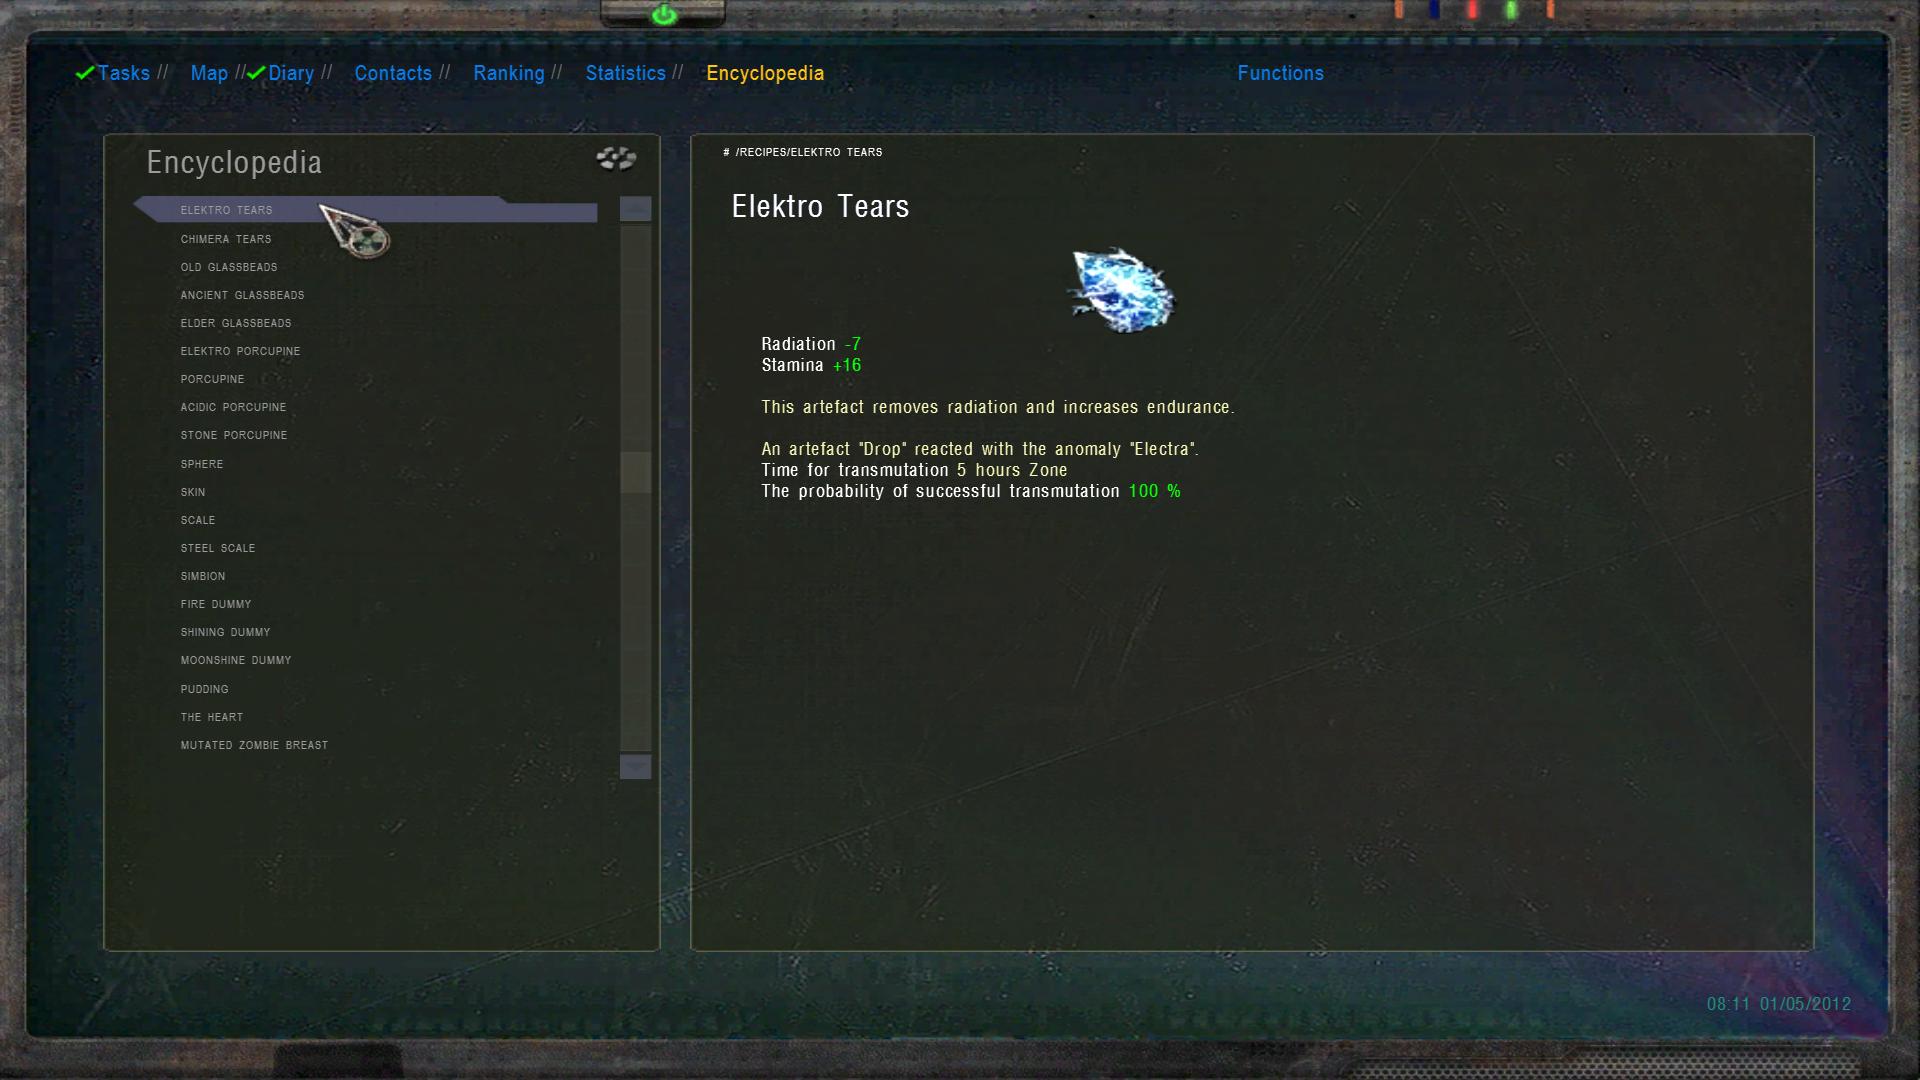 Tasks // Map // Diary // Contacts // Ranking // Statistics // Encyclopedia
Functions
Encyclopedia
ELEKTRO TEARS
CHIMERA TEARS
OLD GLASSBEADS
ANCIENT GLASSBEADS
ELDER GLASSBEADS
ELEKTRO PORCUPINE
PORCUPINE
ACIDIC PORCUPINE
STONE PORCUPINE
SPHERE
SKIN
SCALE
STEEL SCALE
SIMBION
FIRE DUMMY
SHINING DUMMY
MOONSHINE DUMMY
PUDDING
THE HEART
MUTATED ZOMBIE BREAST
# /RECIPES/ELEKTRO TEARS
Elektro Tears
Radiation -7
Stamina +16
This artefact removes radiation and increases endurance.
An artefact "Drop" reacted with the anomaly "Electra".
Time for transmutation 5 hours Zone
The probability of successful transmutation 100 %
08:11 01/05/2012